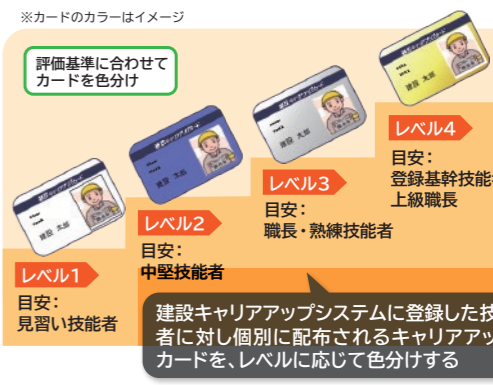 ※カードのカラーはイメージ
評価基準に合わせて
カードを色分け
レベル4
目安：
登録基幹技能者
上級職長
レベル3
目安：
職長・熟練技能者
レベル2
目安：
中堅技能者
レベル1
目安：
見習い技能者
建設 太郎
建設 太郎
建設 太郎
建設 太郎
建設キャリアアップシステムに登録した技
者に対し個別に配布されるキャリアアッ
カードを、レベルに応じて色分けする